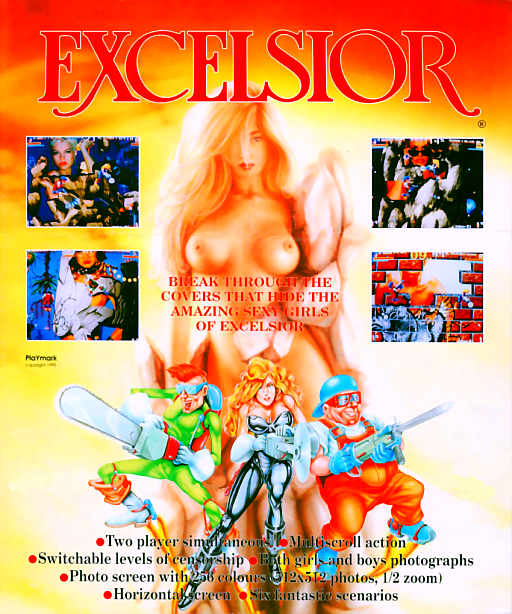 EXCELSIOR
®
BREAK THROUGH THE
COVERS THAT HIDE THE
AMAZING SEXY GIRLS
OF EXCELSIOR
PlaYmark
copyright 1995
•Two player simultaneous •Multiscroll action
•Switchable levels of censorship •Both girls and boys photographs
•Photo screen with 256 colours (512x512 photos, 1/2 zoom)
•Horizontal screen •Six fantastic scenarios